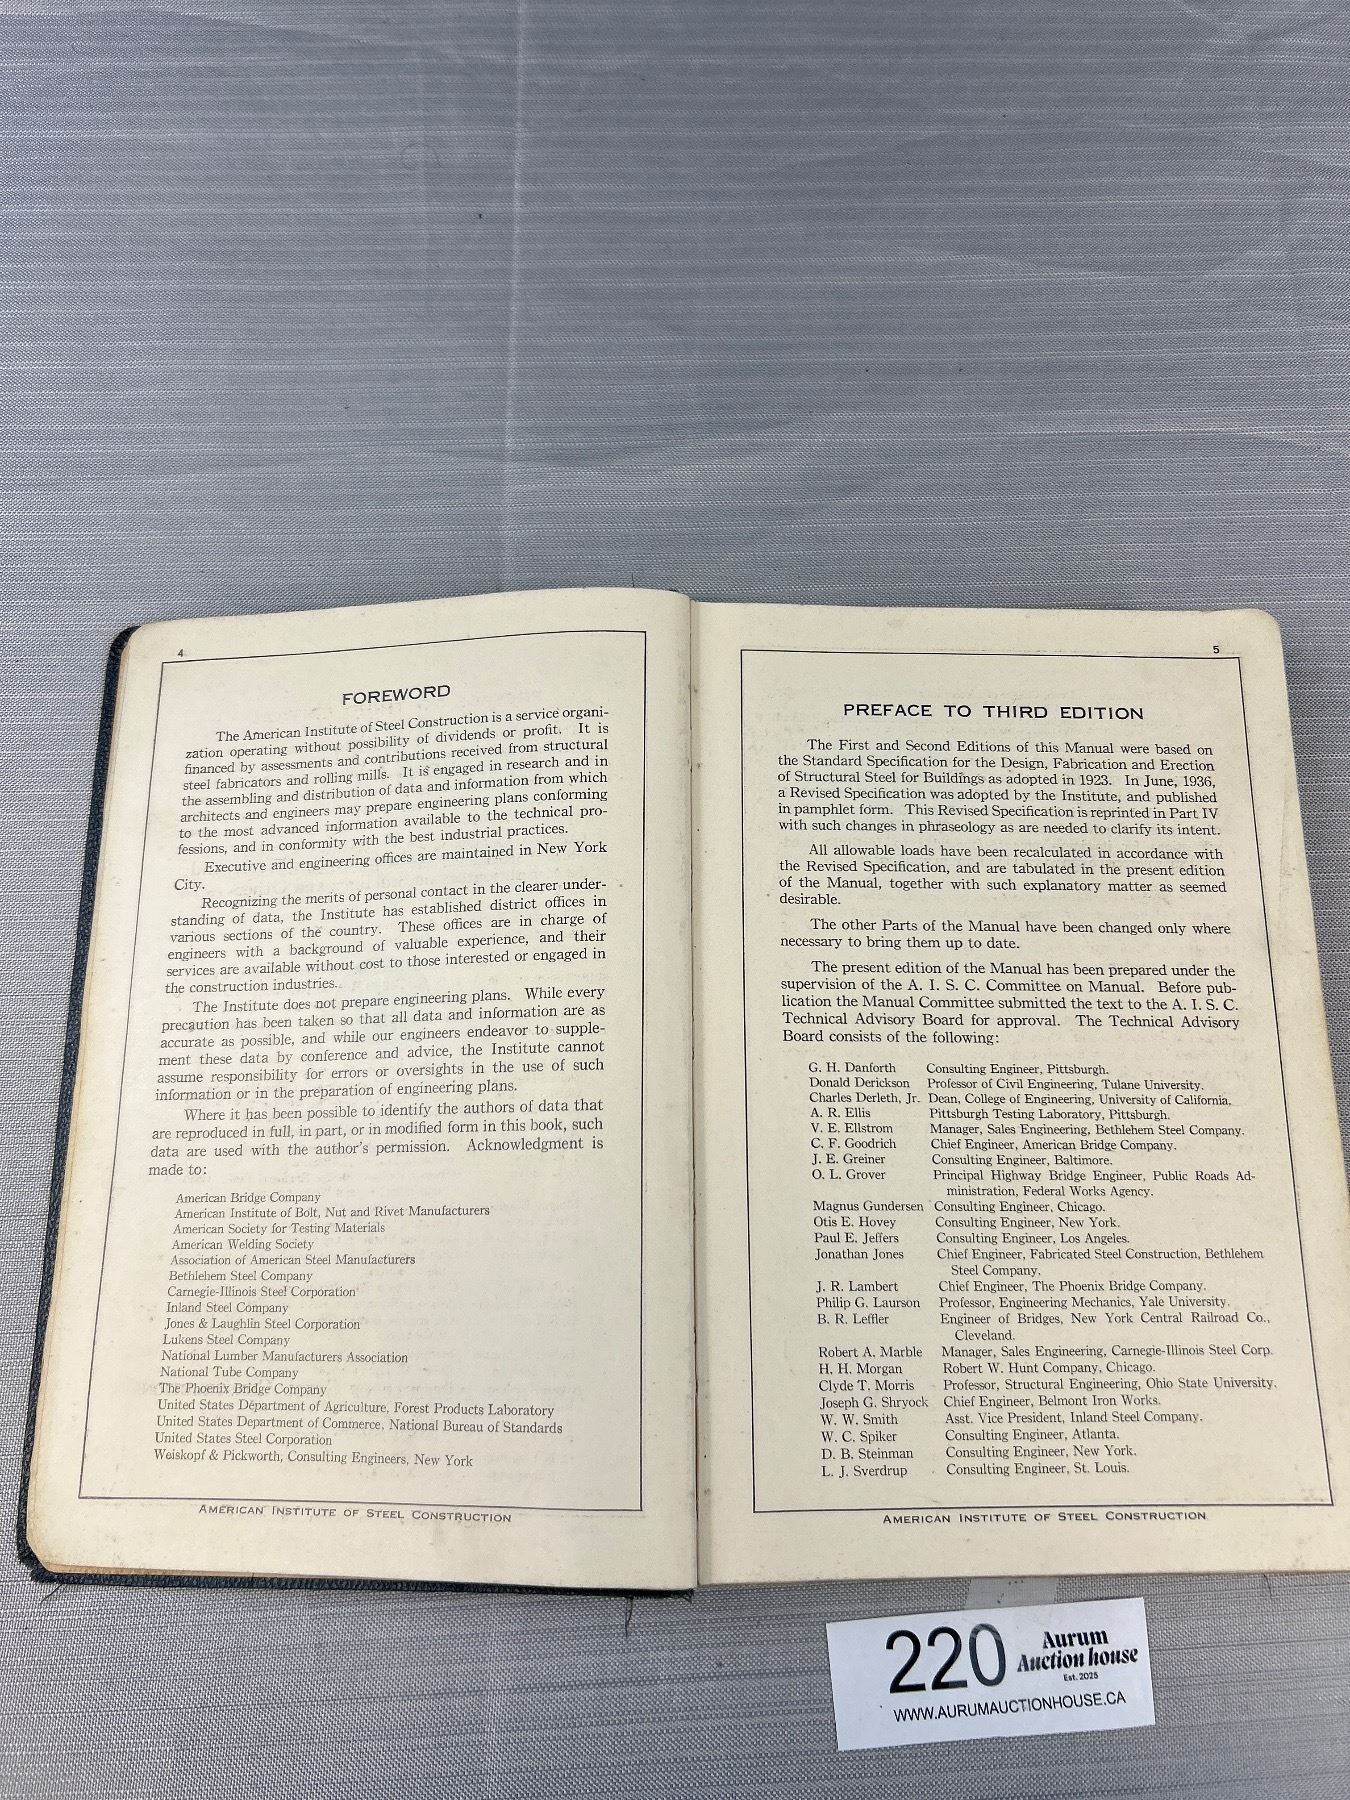 4
FOREWORD
The American Institute of Steel Construction is a service organi-
zation operating without possibility of dividends or profit. It is
financed by assessments and contributions received from structural
steel fabricators and rolling mills. It is engaged in research and in
the assembling and distribution of data and information from which
architects and engineers may prepare engineering plans conforming
to the most advanced information available to the technical pro-
fessions, and in conformity with the best industrial practices.
Executive and engineering offices are maintained in New York
City.
Recognizing the merits of personal contact in the clearer under-
standing of data, the Institute has established district offices in
various sections of the country. These offices are in charge of
engineers with a background of valuable experience, and their
services are available without cost to those interested or engaged in
the construction industries.
The Institute does not prepare engineering plans. While every
precaution has been taken so that all data and information are as
accurate as possible, and while our engineers endeavor to supple-
ment these data by conference and advice, the Institute cannot
assume responsibility for errors or oversights in the use of such
information or in the preparation of engineering plans.
Where it has been possible to identify the authors of data that
are reproduced in full, in part, or in modified form in this book, such
data are used with the author's permission. Acknowledgment is
made to:
American Bridge Company
American Institute of Bolt, Nut and Rivet Manufacturers
American Society for Testing Materials
American Welding Society
Association of American Steel Manufacturers
Bethlehem Steel Company
Carnegie-Illinois Steel Corporation
Inland Steel Company
Jones & Laughlin Steel Corporation
Lukens Steel Company
National Lumber Manufacturers Association
National Tube Company
The Phoenix Bridge Company
United States Department of Agriculture, Forest Products Laboratory
United States Department of Commerce, National Bureau of Standards
United States Steel Corporation
Weiskopf & Pickworth, Consulting Engineers, New York
AMERICAN INSTITUTE OF STEEL CONSTRUCTION
5
PREFACE TO THIRD EDITION
The First and Second Editions of this Manual were based on
the Standard Specification for the Design, Fabrication and Erection
of Structural Steel for Buildings as adopted in 1923. In June, 1936,
a Revised Specification was adopted by the Institute, and published
in pamphlet form. This Revised Specification is reprinted in Part IV
with such changes in phraseology as are needed to clarify its intent.
All allowable loads have been recalculated in accordance with
the Revised Specification, and are tabulated in the present edition
of the Manual, together with such explanatory matter as seemed
desirable.
The other Parts of the Manual have been changed only where
necessary to bring them up to date.
The present edition of the Manual has been prepared under the
supervision of the A. I. S. C. Committee on Manual. Before pub-
lication the Manual Committee submitted the text to the A. I. S. C.
Technical Advisory Board for approval. The Technical Advisory
Board consists of the following:
G. H. Danforth Consulting Engineer, Pittsburgh.
Donald Derickson Professor of Civil Engineering, Tulane University.
Charles Derleth, Jr. Dean, College of Engineering, University of California.
A. R. Ellis Pittsburgh Testing Laboratory, Pittsburgh.
V. E. Ellstrom Manager, Sales Engineering, Bethlehem Steel Company.
C. F. Goodrich Chief Engineer, American Bridge Company.
J. E. Greiner Consulting Engineer, Baltimore.
O. L. Grover Principal Highway Bridge Engineer, Public Roads Ad-
ministration, Federal Works Agency.
Magnus Gundersen Consulting Engineer, Chicago.
Otis E. Hovey Consulting Engineer, New York.
Paul E. Jeffers Consulting Engineer, Los Angeles.
Jonathan Jones Chief Engineer, Fabricated Steel Construction, Bethlehem
Steel Company.
J. R. Lambert Chief Engineer, The Phoenix Bridge Company.
Philip G. Laurson Professor, Engineering Mechanics, Yale University.
B. R. Leffler Engineer of Bridges, New York Central Railroad Co.,
Cleveland.
Robert A. Marble Manager, Sales Engineering, Carnegie-Illinois Steel Corp.
H. H. Morgan Robert W. Hunt Company, Chicago.
Clyde T. Morris Professor, Structural Engineering, Ohio State University.
Joseph G. Shryock Chief Engineer, Belmont Iron Works.
W. W. Smith Asst. Vice President, Inland Steel Company.
W. C. Spiker Consulting Engineer, Atlanta.
D. B. Steinman Consulting Engineer, New York.
L. J. Sverdrup Consulting Engineer, St. Louis.
AMERICAN INSTITUTE OF STEEL CONSTRUCTION
220
Aurum
Auction house
Est. 2025
WWW.AURUMAUCTIONHOUSE.CA